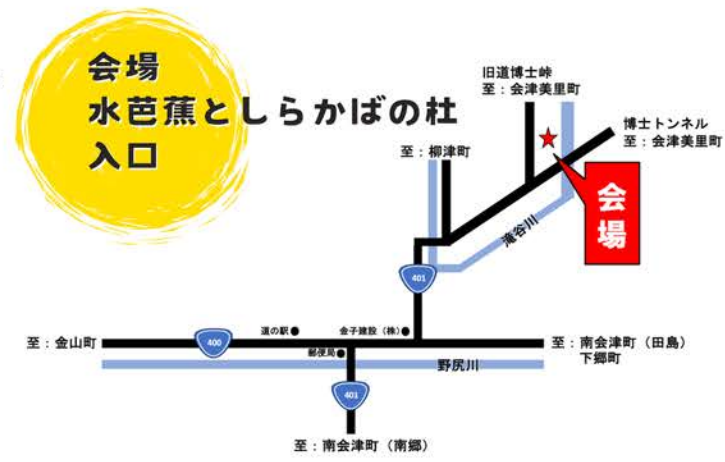 会場
水芭蕉としらかばの杜
入口
旧道博士峠
至:会津美里町
博士トンネル
至:会津美里町
至:柳津町
会場
滝谷川
401
道の駅
金子建設(株)
至:金山町
400
至:南会津町(田島)
下郷町
郵便局
野尻川
401
至:南会津町(南郷)